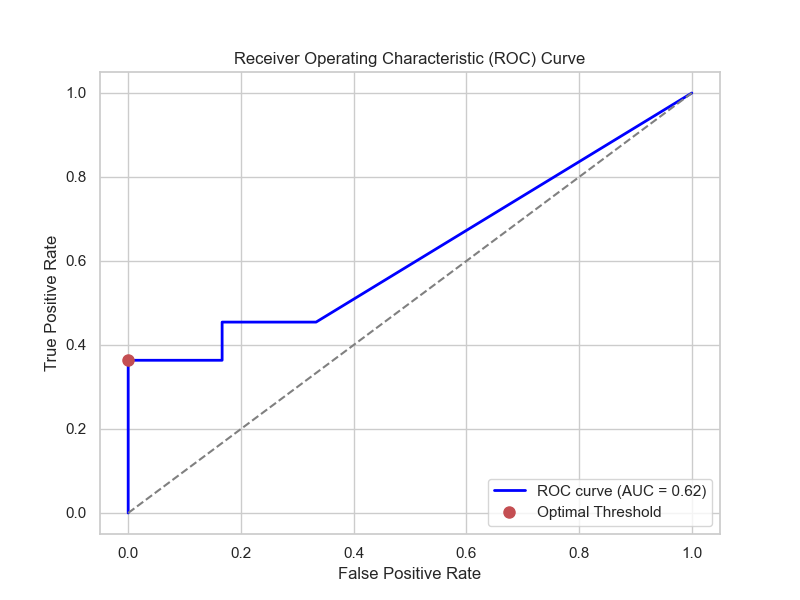 Receiver Operating Characteristic (ROC) Curve
1.0
0.8
0.6
0.4
0.2
0.0
True Positive Rate
0.0 0.2 0.4 0.6 0.8 1.0
False Positive Rate
ROC curve (AUC = 0.62)
Optimal Threshold